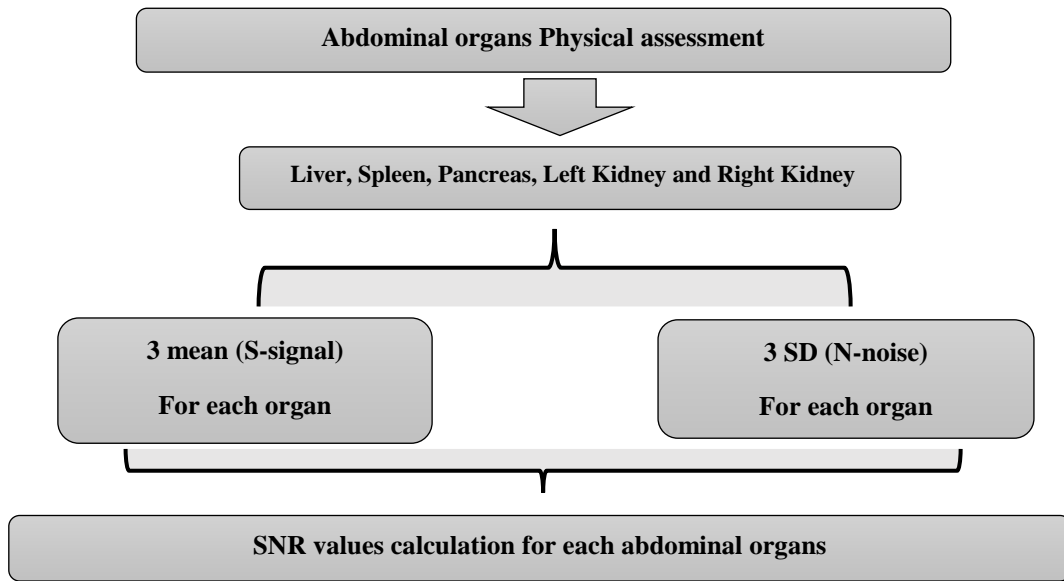 Abdominal organs Physical assessment
Liver, Spleen, Pancreas, Left Kidney and Right Kidney
3 mean (S-signal)
For each organ
3 SD (N-noise)
For each organ
SNR values calculation for each abdominal organs